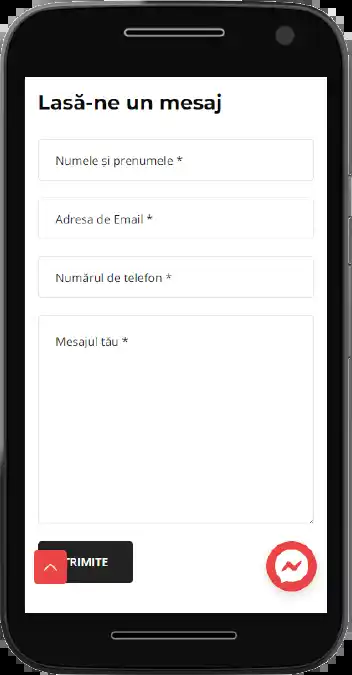 Lasă-ne un mesaj
Numele și prenumele *
Adresa de Email *
Numărul de telefon *
Mesajul tău *
TRIMITE